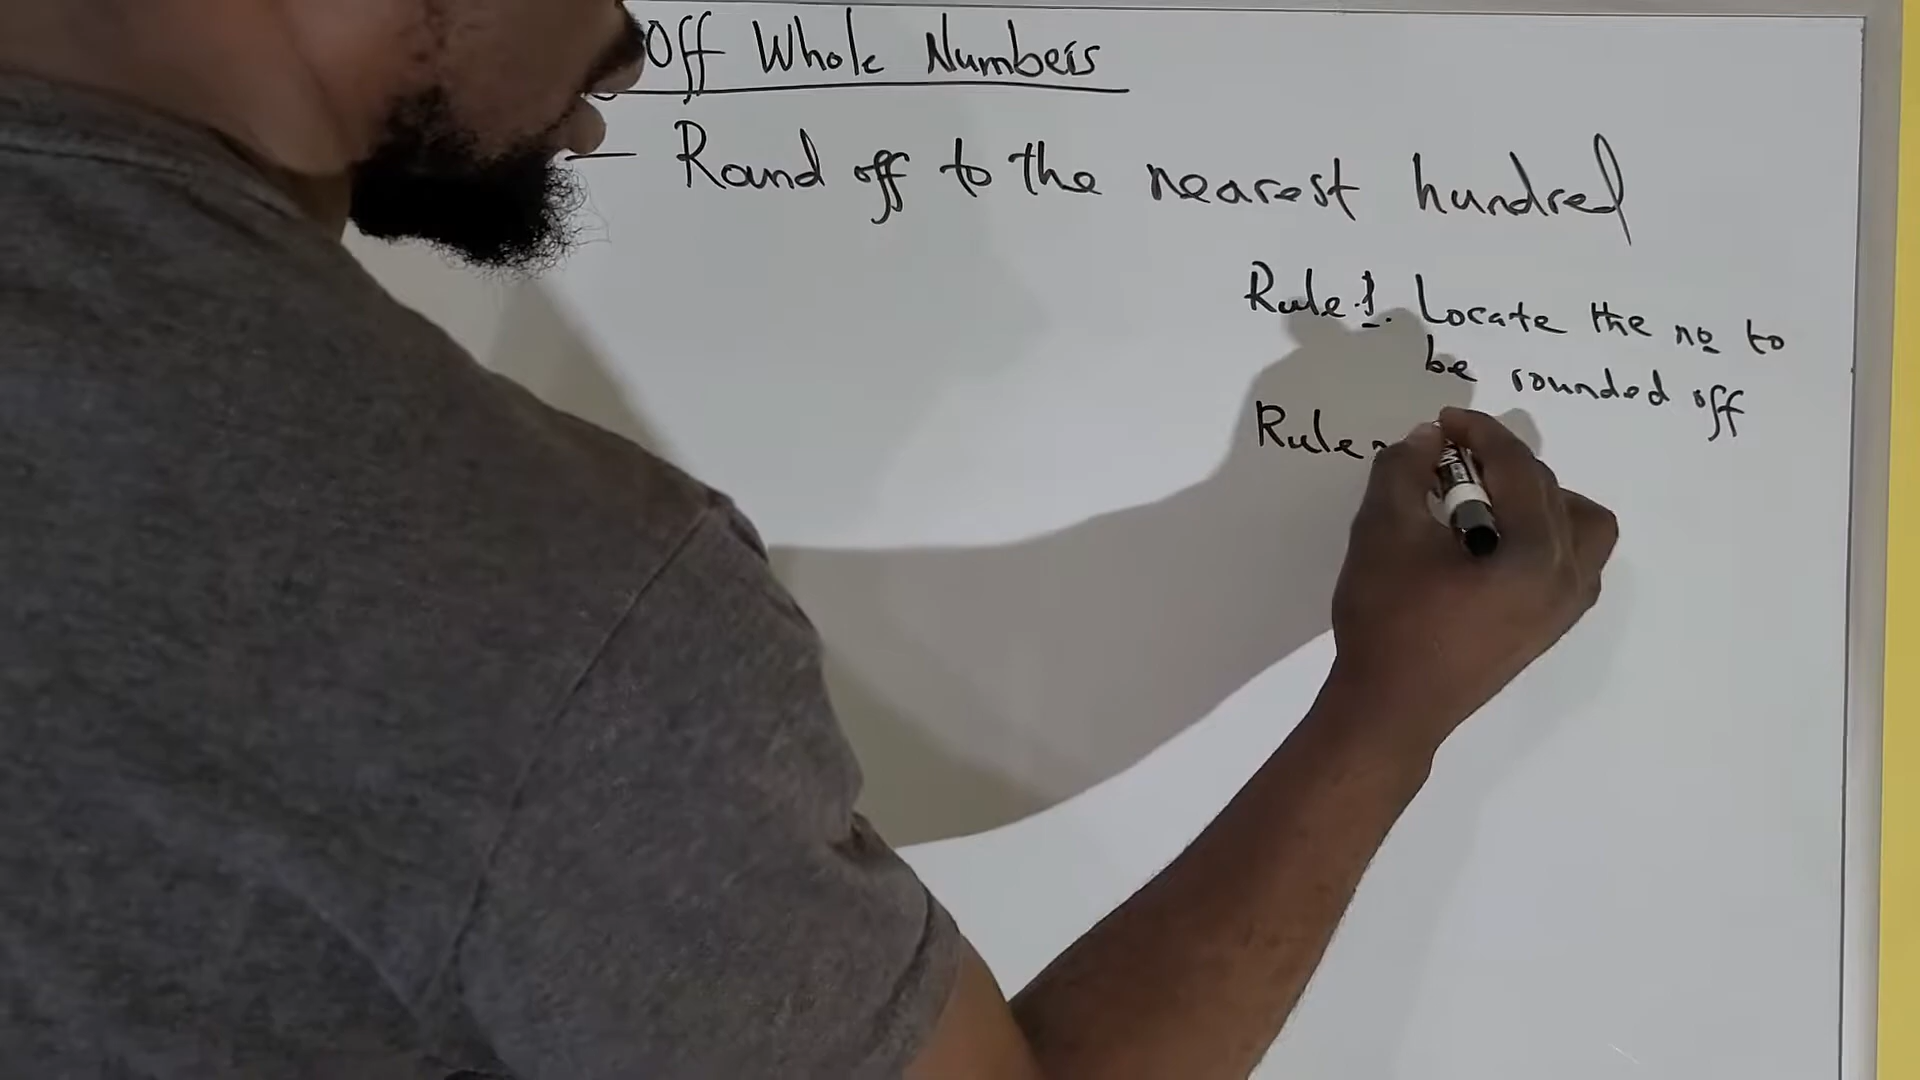 Off Whole Numbers
— Round off to the nearest hundred
Rule 1. Locate the no to
be rounded off
Rule